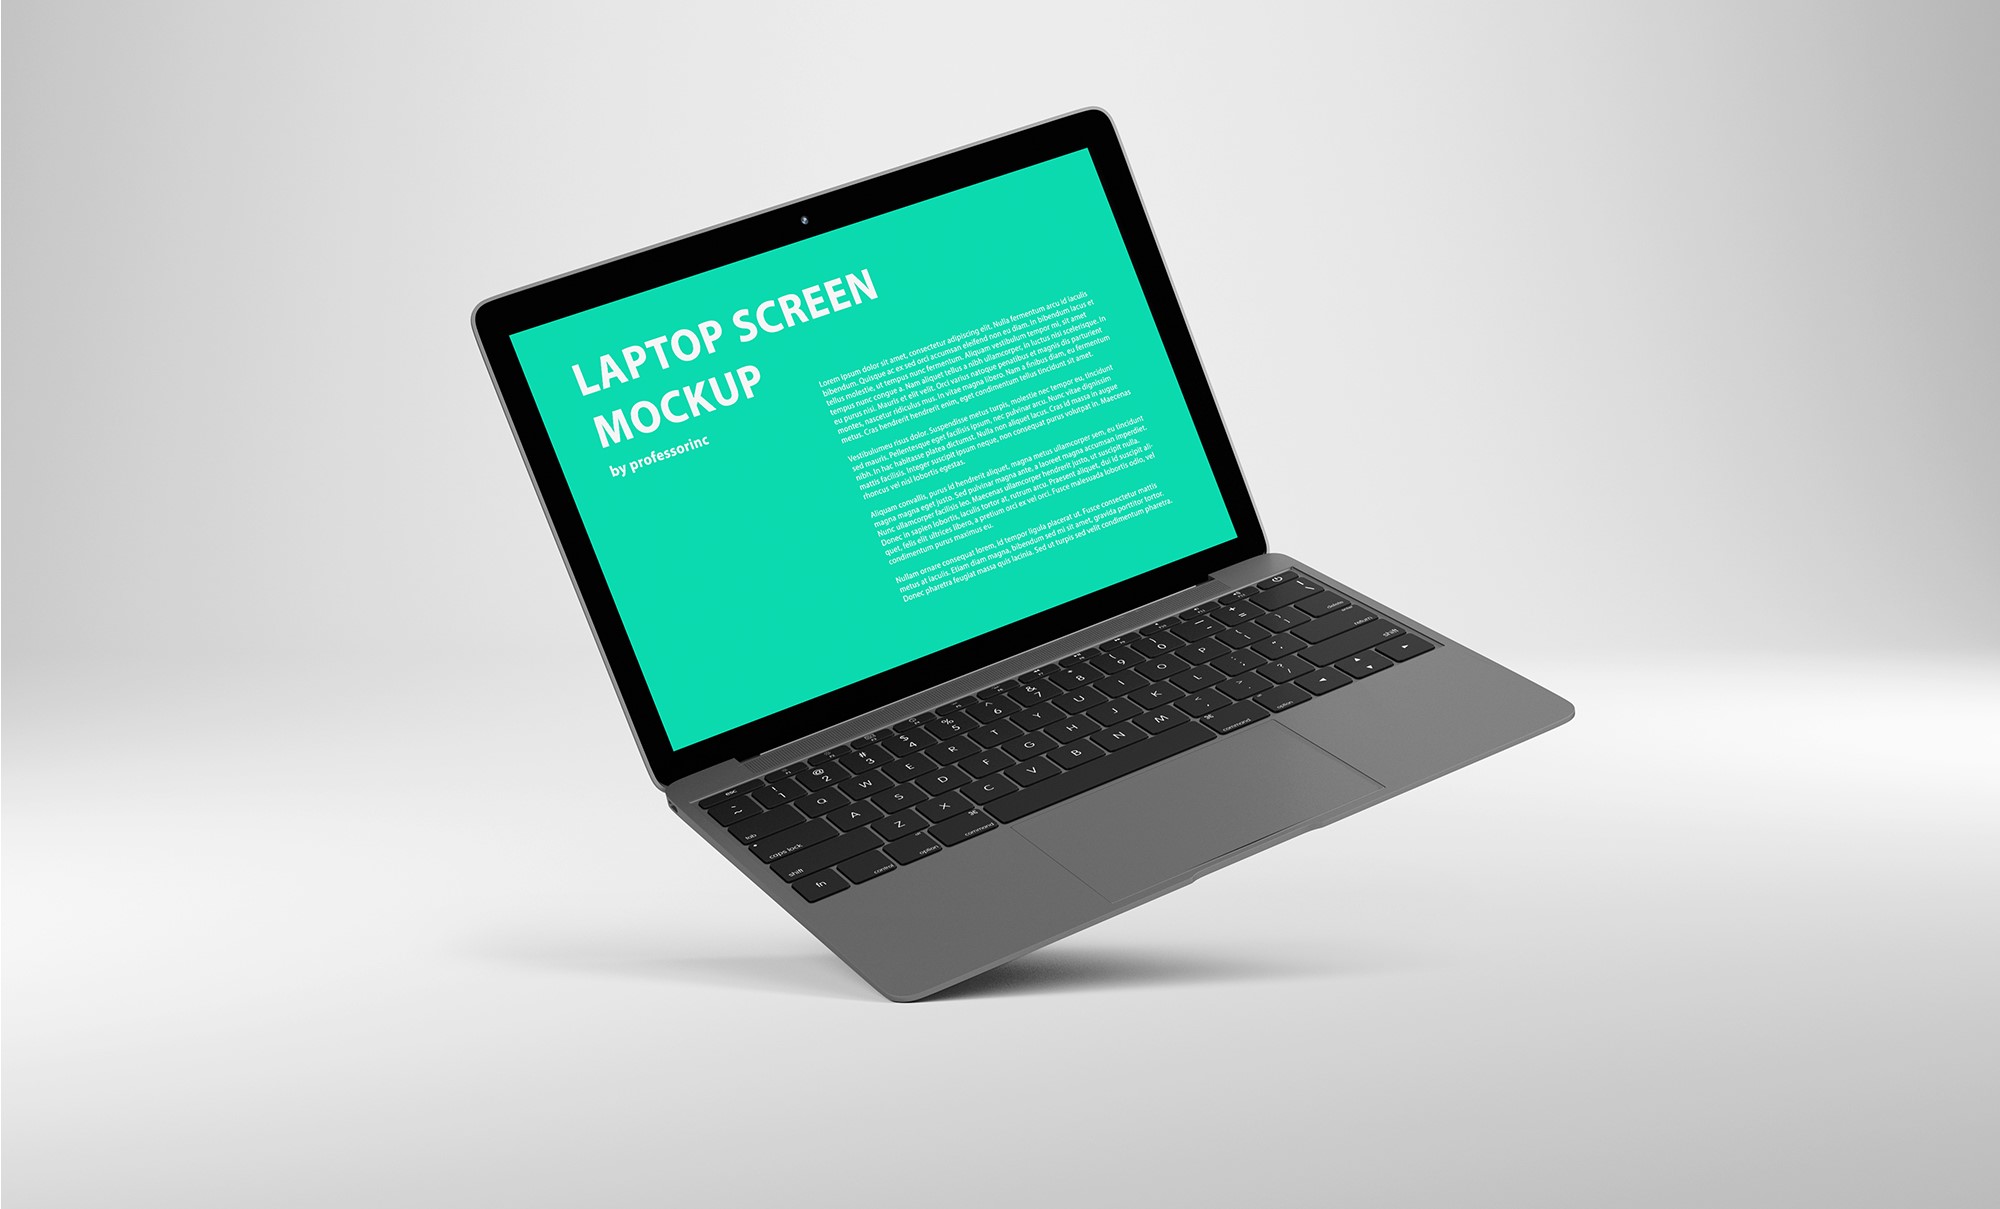 LAPTOP SCREEN
MOCKUP
by professorinc
Lorem ipsum dolor sit amet, consectetur adipiscing elit. Nulla fermentum arcu id iaculis
bibendum. Quisque ac ex sed orci accumsan eleifend non eu diam. In bibendum lacus et
tellus molestie, ut tempus nunc fermentum. Aliquam vestibulum tempor mi, sit amet
tempus nunc congue a. Nam aliquet tellus a nibh ullamcorper, in luctus nisi scelerisque. In
eu purus nisi. Mauris et elit velit. Orci varius natoque penatibus et magnis dis parturient
montes, nascetur ridiculus mus. In vitae magna libero. Nam a finibus diam, eu fermentum
metus. Cras hendrerit hendrerit enim, eget condimentum tellus tincidunt sit amet.
Vestibulumeu risus dolor. Suspendisse metus turpis, molestie nec tempor eu, tincidunt
sed mauris. Pellentesque eget facilisis ipsum, nec pulvinar arcu. Nunc vitae dignissim
nibh. In hac habitasse platea dictumst. Nulla non aliquet lacus. Cras id massa in augue
mattis facilisis. Integer suscipit ipsum neque, non consequat purus volutpat in. Maecenas
rhoncus vel nisl lobortis egestas.
Aliquam convallis, purus id hendrerit aliquet, magna metus ullamcorper sem, eu tincidunt
magna magna eget justo. Sed pulvinar magna ante, a laoreet magna accumsan imperdiet.
Nunc ullamcorper facilisis leo. Maecenas ullamcorper hendrerit justo, ut suscipit nulla.
Donec in sapien lobortis, iaculis tortor at, rutrum arcu. Praesent aliquet, dui id suscipit ali-
quet, felis elit ultrices libero, a pretium orci ex vel orci. Fusce malesuada lobortis odio, vel
condimentum purus maximus eu.
Nullam ornare consequat lorem, id tempor ligula placerat ut. Fusce consectetur mattis
metus at iaculis. Etiam diam magna, bibendum sed mi sit amet, gravida porttitor tortor.
Donec pharetra feugiat massa quis lacinia. Sed ut turpis sed velit condimentum pharetra.
esc
~ ! 1 @ 2 # 3 $ 4 % 5 ^ 6 & 7 * 8 ( 9 ) 0 — + = delete
tab Q W E R T Y U I O P { [ } ] \
caps lock A S D F G H J K L : ; " ' return
shift Z X C V B N M < , > . ? / shift
fn control option ⌘ command ⌘ command option ◄ ▲ ▼ ►